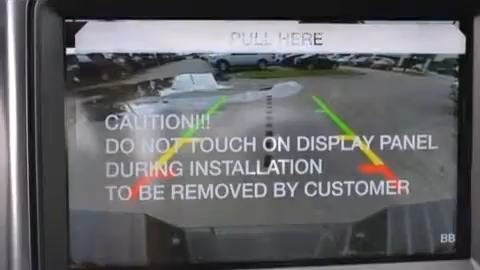 PULL HERE
CAUTION!!!
DO NOT TOUCH ON DISPLAY PANEL
DURING INSTALLATION
TO BE REMOVED BY CUSTOMER
BB